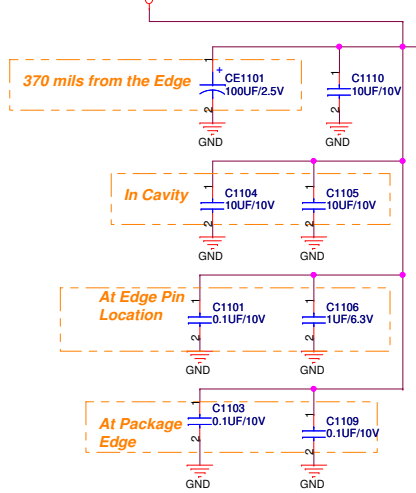 370 mils from the Edge
1
+
CE1101
100UF/2.5V
2
GND
1
C1110
10UF/10V
2
GND
In Cavity
1
C1104
10UF/10V
2
GND
1
C1105
10UF/10V
2
GND
At Edge Pin
Location
1
C1101
0.1UF/10V
2
GND
1
C1106
1UF/6.3V
2
GND
At Package
Edge
1
C1103
0.1UF/10V
2
GND
1
C1109
0.1UF/10V
2
GND